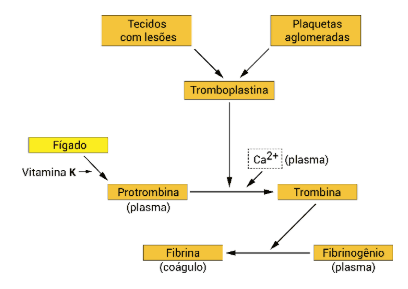 Tecidos
com lesões
Plaquetas
aglomeradas
Tromboplastina
Fígado
Ca2+ (plasma)
Vitamina K
Protrombina
(plasma)
Trombina
Fibrina
(coágulo)
Fibrinogênio
(plasma)